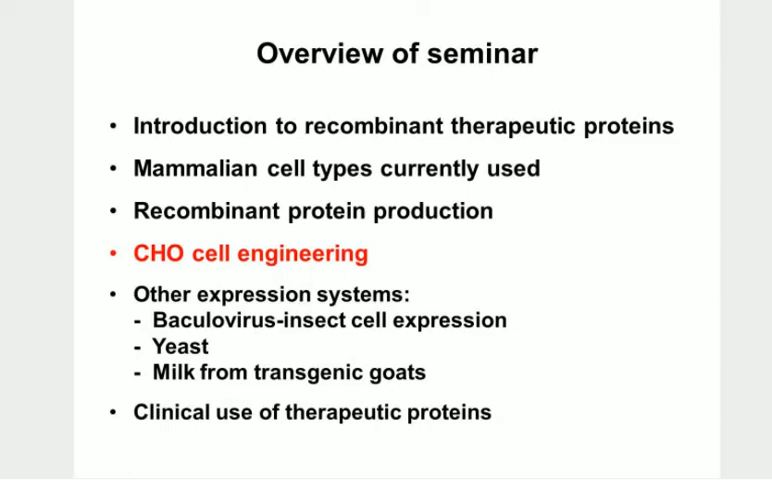 Overview of seminar
• Introduction to recombinant therapeutic proteins
• Mammalian cell types currently used
• Recombinant protein production
• CHO cell engineering
• Other expression systems:
- Baculovirus-insect cell expression
- Yeast
- Milk from transgenic goats
• Clinical use of therapeutic proteins